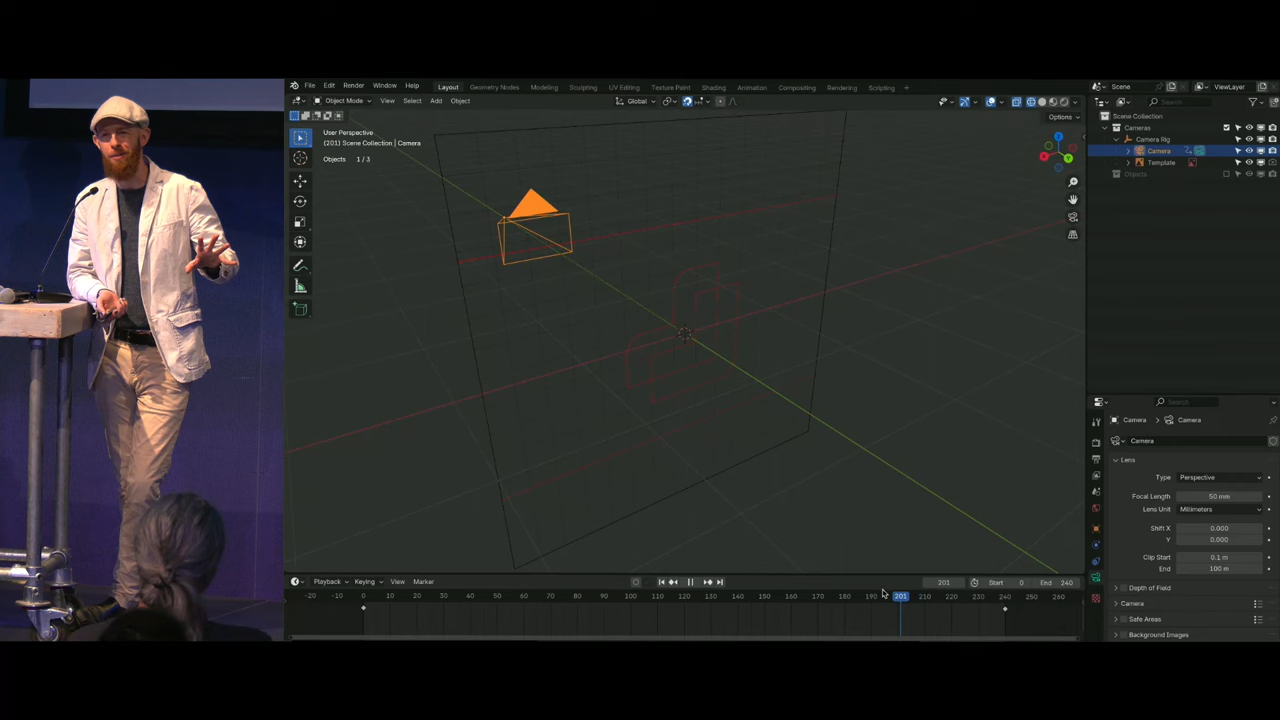 File Edit Render Window Help
Layout Geometry Nodes Modeling Sculpting UV Editing Texture Paint Shading Animation Compositing Rendering Scripting +
Scene ViewLayer
Object Mode View Select Add Object Global
Search
Options
User Perspective
(201) Scene Collection | Camera
Objects 1 / 3
Scene Collection
Cameras
Camera Rig
Camera
Template
Objects
Search
Camera > Camera
Camera
Lens
Type Perspective
Focal Length 50 mm
Lens Unit Millimeters
Shift X 0.000
Y 0.000
Clip Start 0.1 m
End 100 m
Depth of Field
Camera
Safe Areas
Background Images
Playback Keying View Marker 201 Start 0 End 240
-20 -10 0 10 20 30 40 50 60 70 80 90 100 110 120 130 140 150 160 170 180 190 201 210 220 230 240 250 260